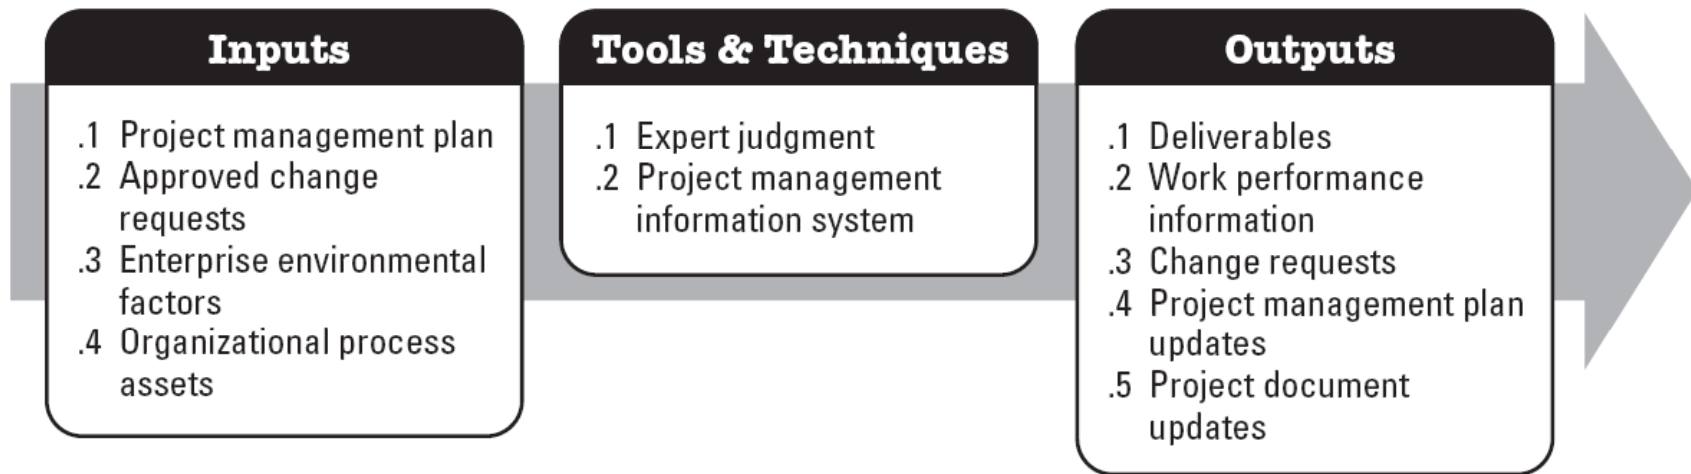 Inputs
.1 Project management plan
.2 Approved change
requests
.3 Enterprise environmental
factors
.4 Organizational process
assets
Tools & Techniques
.1 Expert judgment
.2 Project management
information system
Outputs
.1 Deliverables
.2 Work performance
information
.3 Change requests
.4 Project management plan
updates
.5 Project document
updates